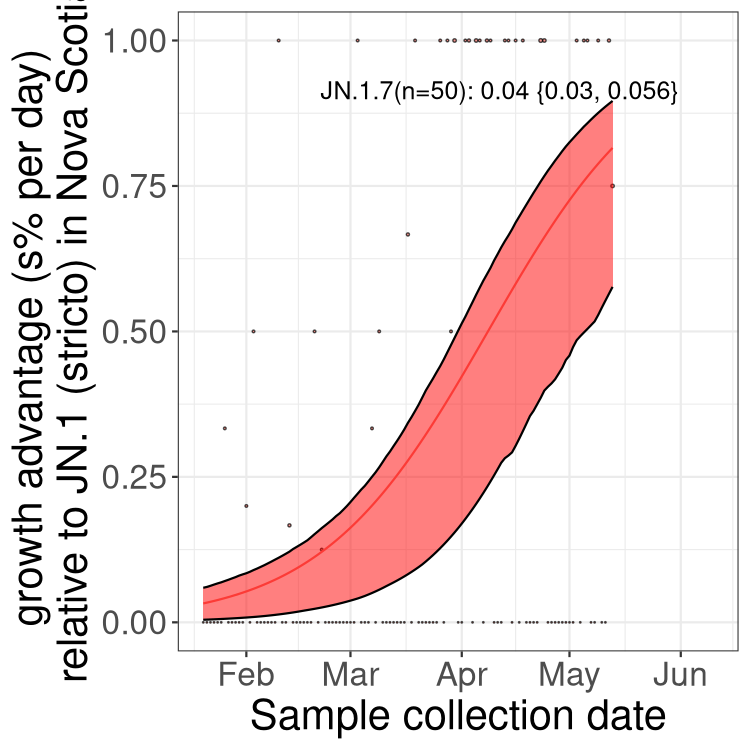 growth advantage (s% per day)
relative to JN.1 (stricto) in Nova Scotia
1.00
0.75
0.50
0.25
0.00
JN.1.7(n=50): 0.04 {0.03, 0.056}
Feb Mar Apr May Jun
Sample collection date